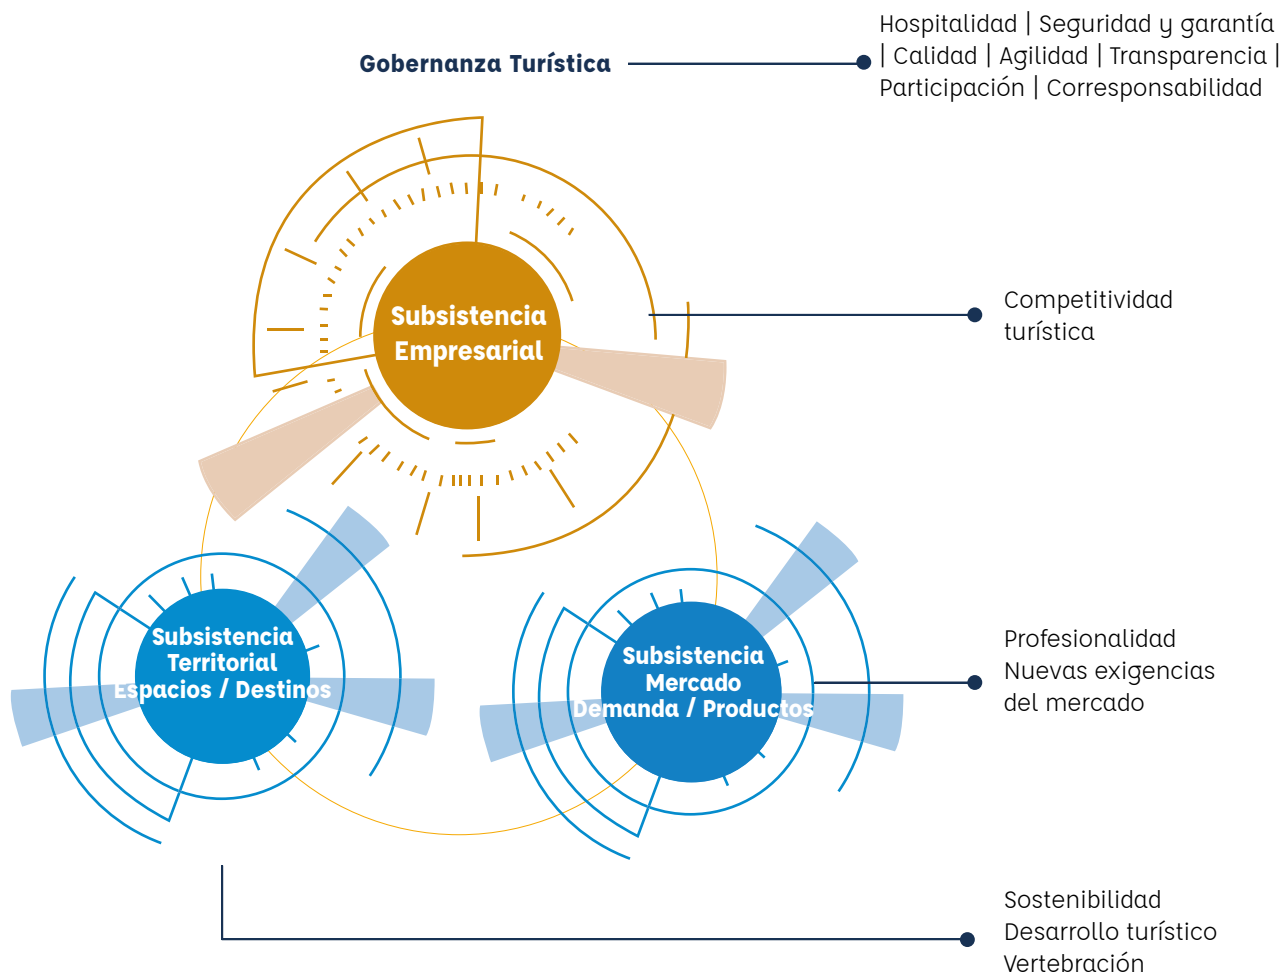 Gobernanza Turística
Hospitalidad | Seguridad y garantía
| Calidad | Agilidad | Transparencia |
Participación | Corresponsabilidad
Subsistencia
Empresarial
Competitividad
turística
Subsistencia
Territorial
Espacios / Destinos
Subsistencia
Mercado
Demanda / Productos
Profesionalidad
Nuevas exigencias
del mercado
Sostenibilidad
Desarrollo turístico
Vertebración